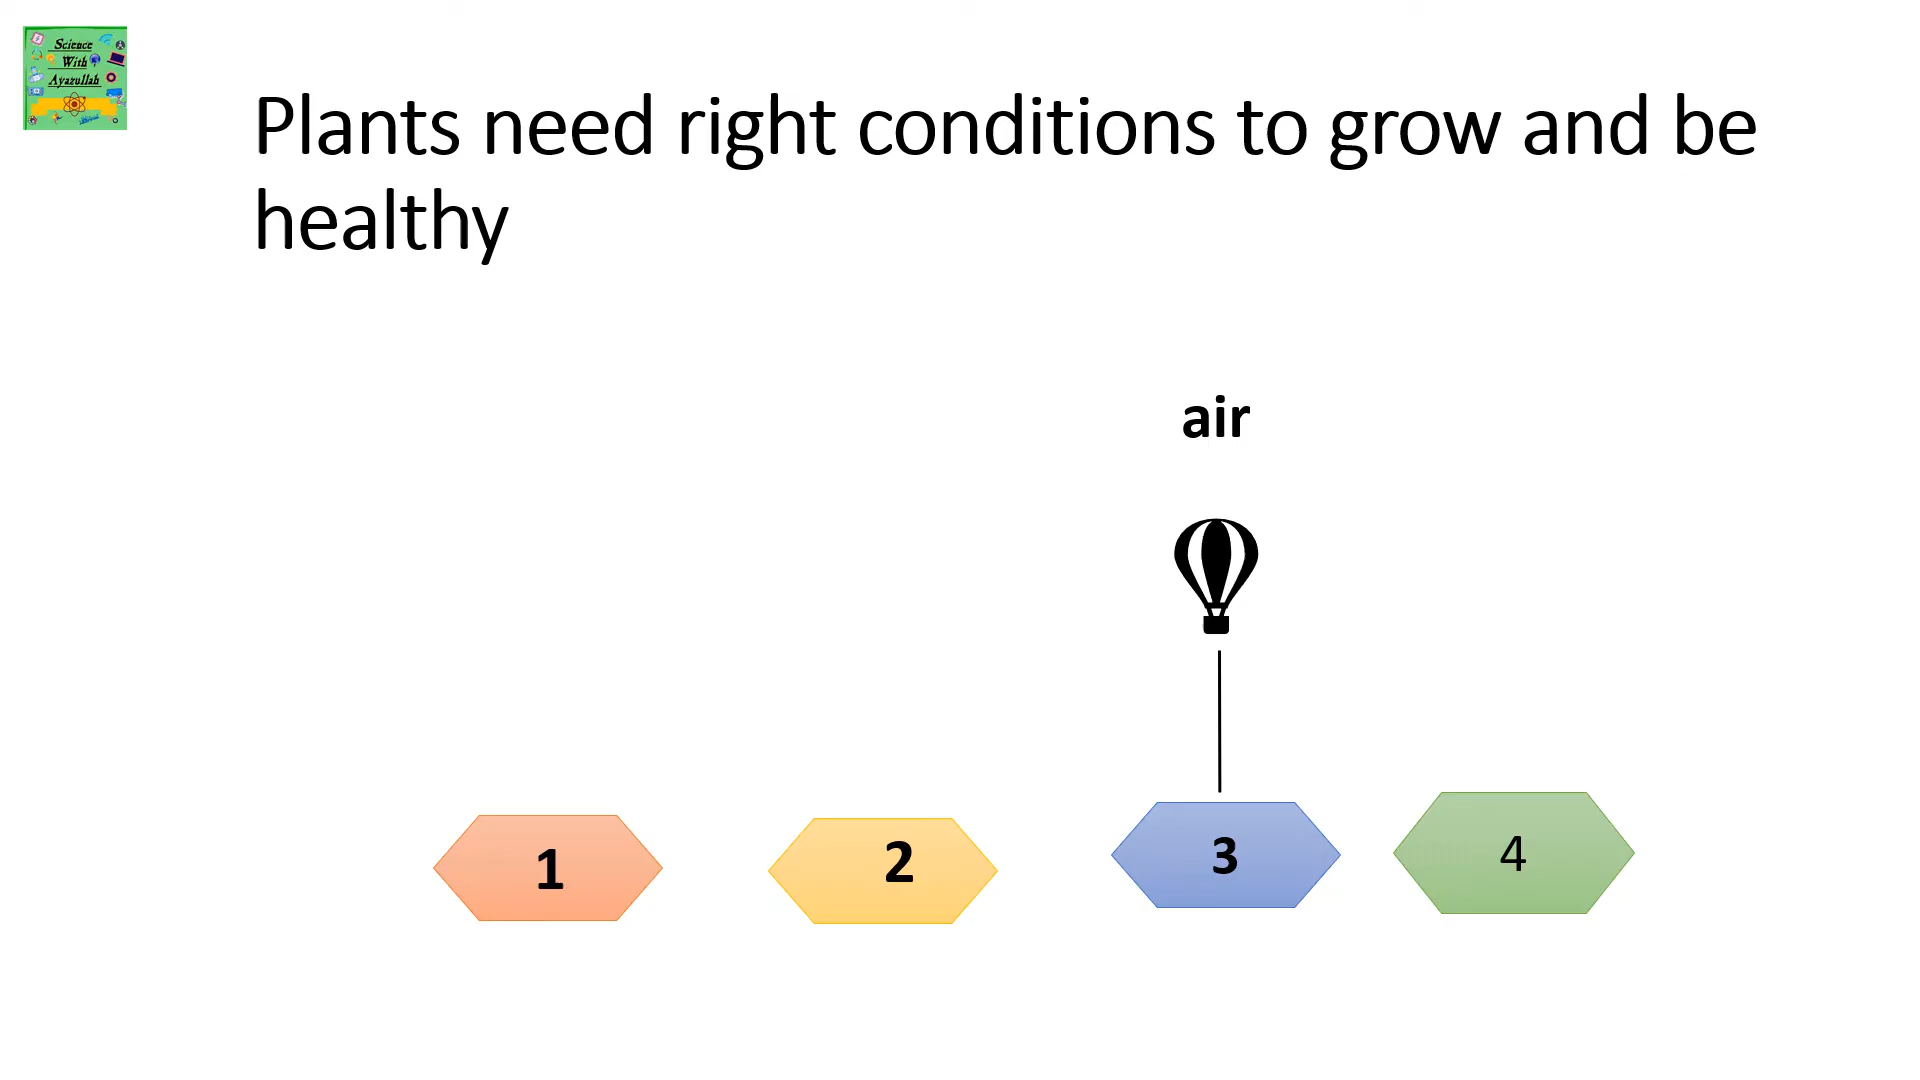 Science
With
Ayazullah
Plants need right conditions to grow and be
healthy
air
1 2 3 4